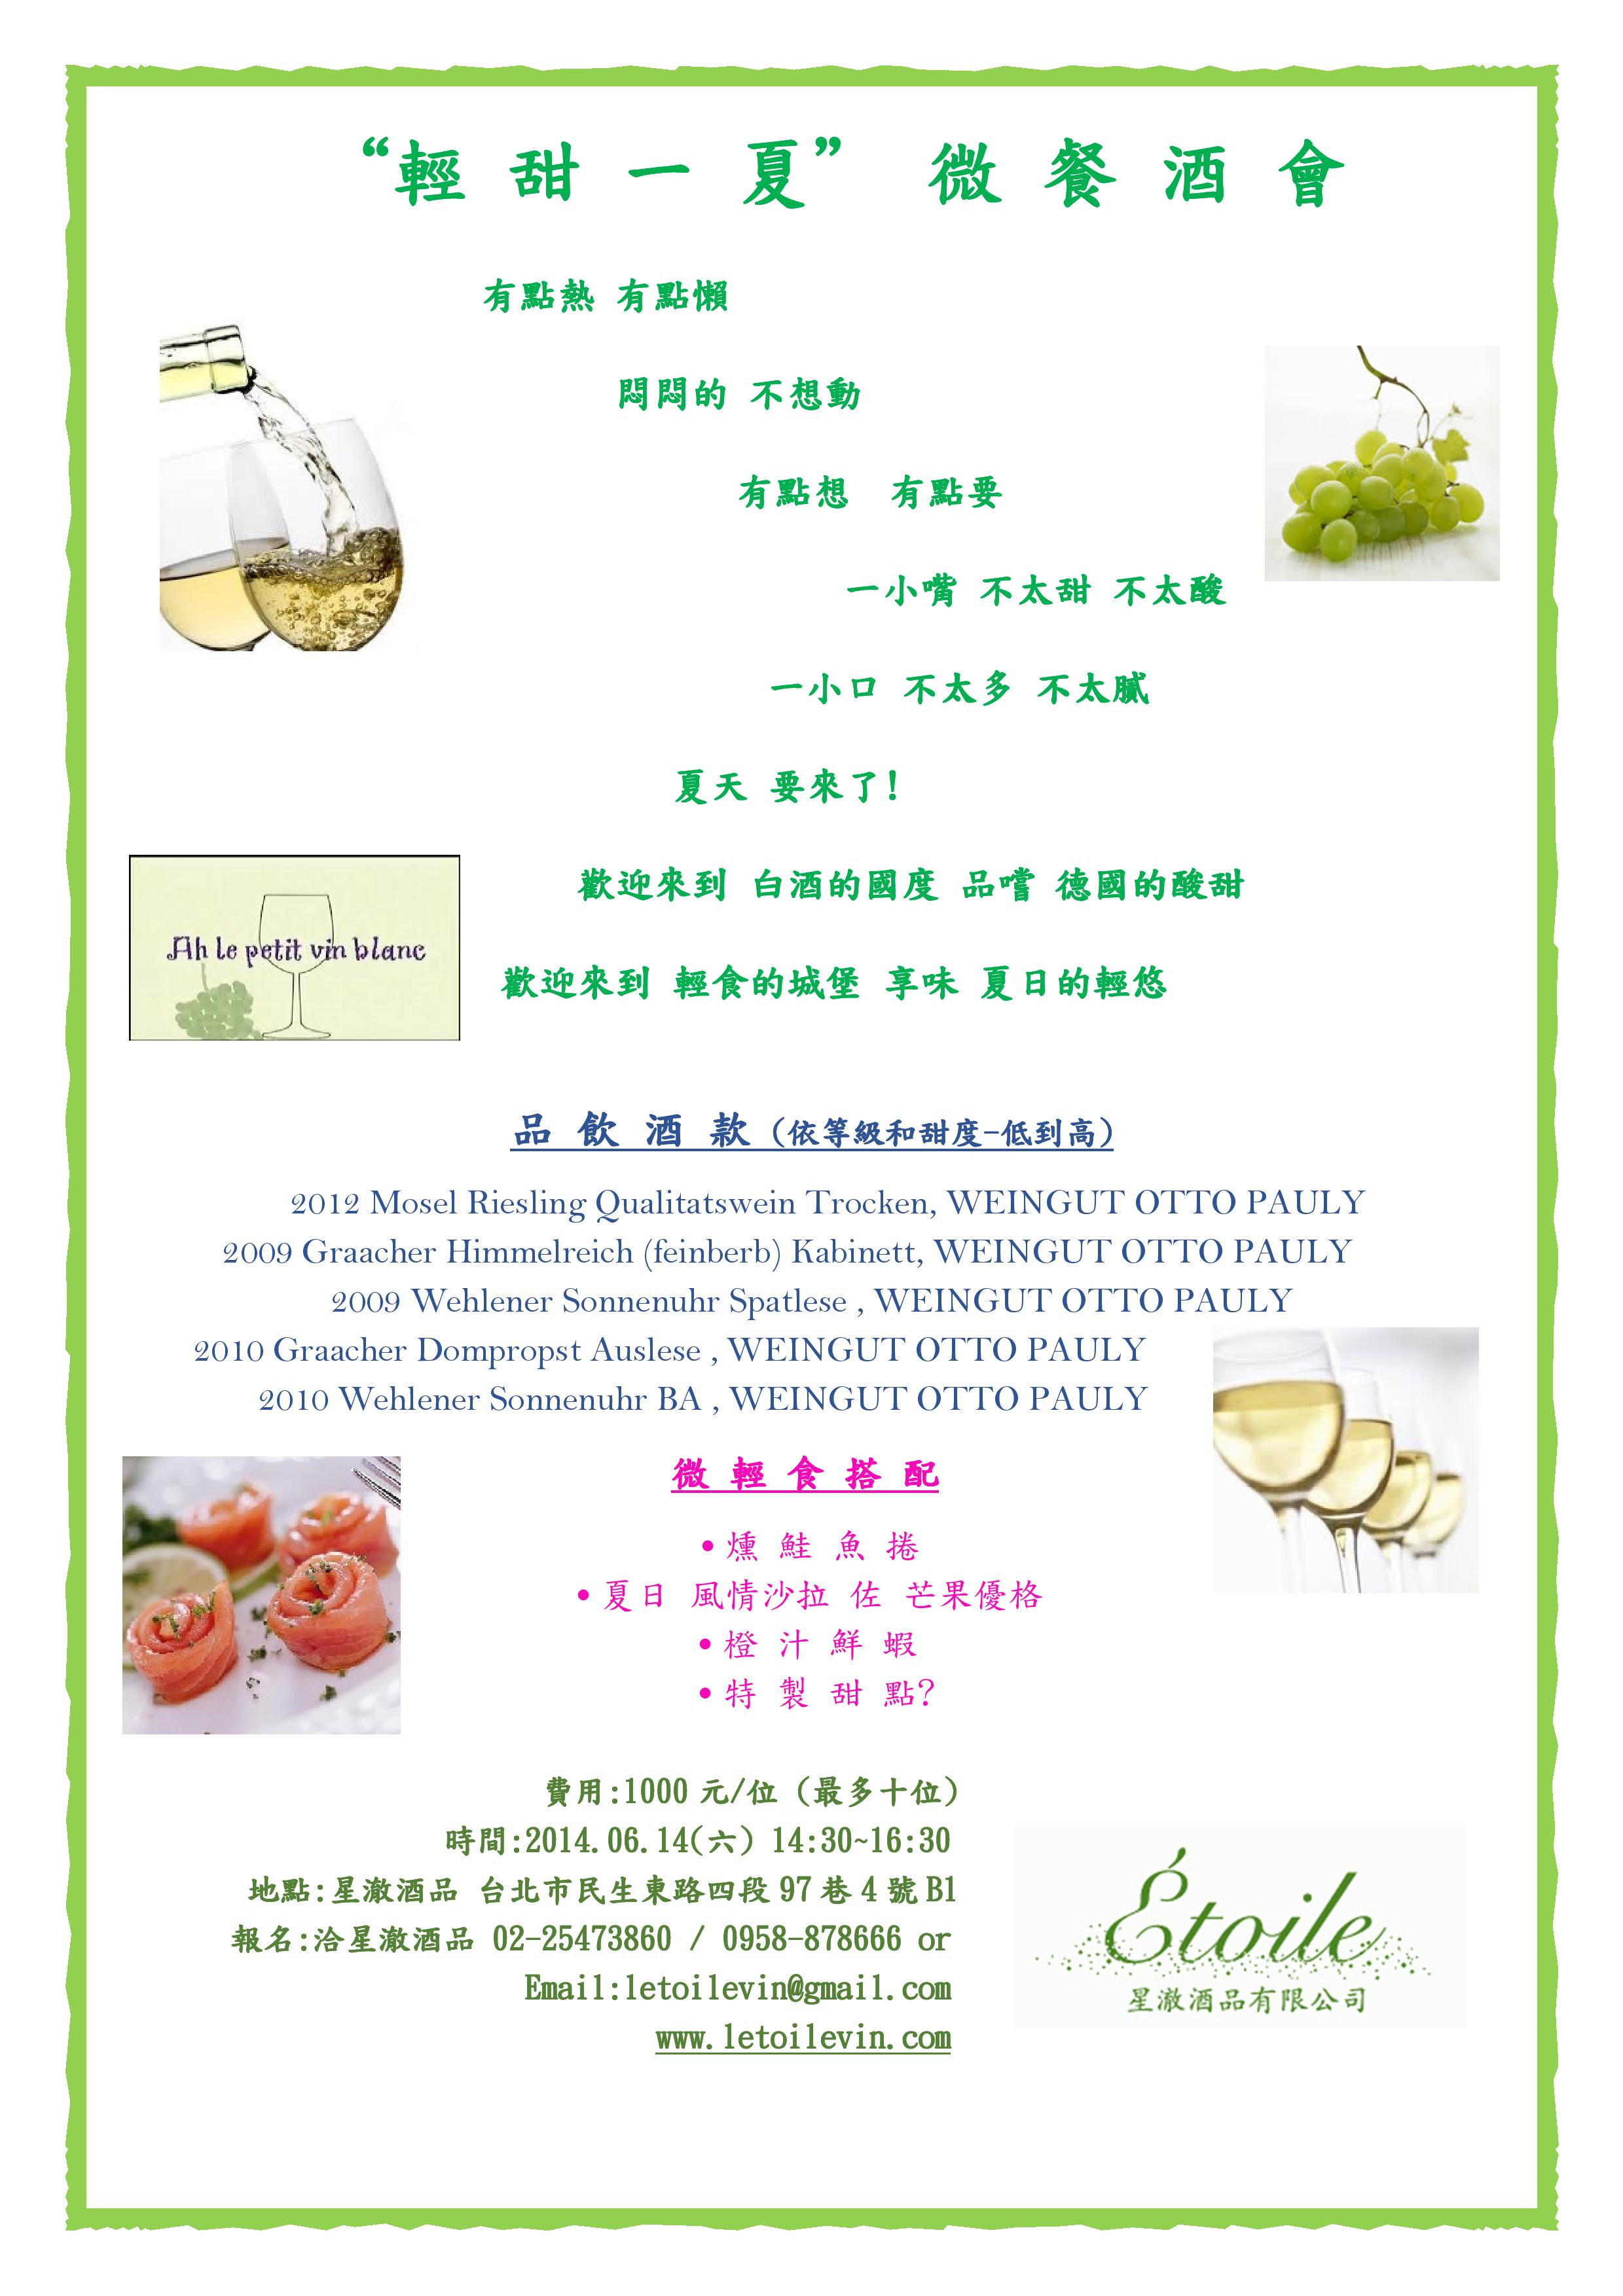 “輕 甜 一 夏” 微 餐 酒 會
有點熱 有點懶
悶悶的 不想動
有點想 有點要
一小嘴 不太甜 不太酸
一小口 不太多 不太膩
夏天 要來了!
歡迎來到 白酒的國度 品嚐 德國的酸甜
Ah le petit vin blanc
歡迎來到 輕食的城堡 享味 夏日的輕悠
品 飲 酒 款 (依等級和甜度-低到高)
2012 Mosel Riesling Qualitatswein Trocken, WEINGUT OTTO PAULY
2009 Graacher Himmelreich (feinberb) Kabinett, WEINGUT OTTO PAULY
2009 Wehlener Sonnenuhr Spatlese , WEINGUT OTTO PAULY
2010 Graacher Dompropst Auslese , WEINGUT OTTO PAULY
2010 Wehlener Sonnenuhr BA , WEINGUT OTTO PAULY
微 輕 食 搭 配
• 燻 鮭 魚 捲
• 夏日 風情沙拉 佐 芒果優格
• 橙 汁 鮮 蝦
• 特 製 甜 點?
費用:1000 元/位 (最多十位)
時間:2014.06.14(六) 14:30~16:30
地點:星澈酒品 台北市民生東路四段 97 巷 4 號 B1
報名:洽星澈酒品 02-25473860 / 0958-878666 or
Email:letoilevin@gmail.com
www.letoilevin.com
Étoile
星澈酒品有限公司